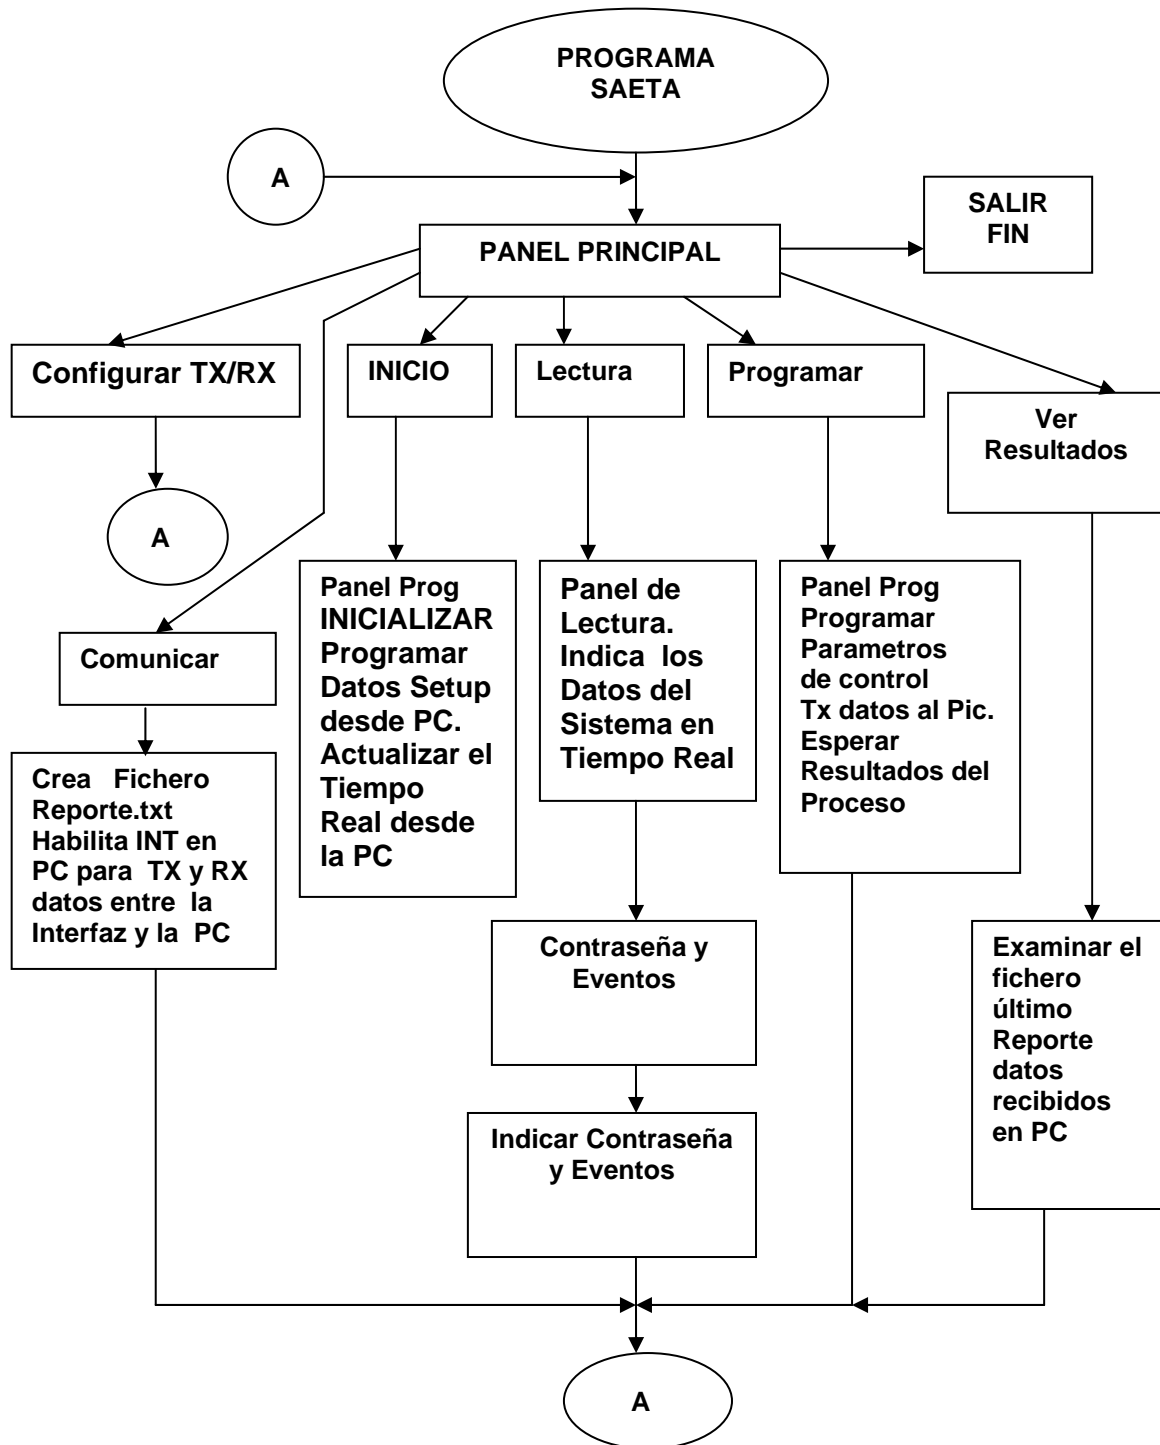 PROGRAMA
SAETA
A
SALIR
FIN
PANEL PRINCIPAL
Configurar TX/RX
INICIO
Lectura
Programar
Ver
Resultados
A
Comunicar
Panel Prog
INICIALIZAR
Programar
Datos Setup
desde PC.
Actualizar el
Tiempo
Real desde
la PC
Panel de
Lectura.
Indica los
Datos del
Sistema en
Tiempo Real
Panel Prog
Programar
Parametros
de control
Tx datos al Pic.
Esperar
Resultados del
Proceso
Crea Fichero
Reporte.txt
Habilita INT en
PC para TX y RX
datos entre la
Interfaz y la PC
Contraseña y
Eventos
Examinar el
fichero
último
Reporte
datos
recibidos
en PC
Indicar Contraseña
y Eventos
A